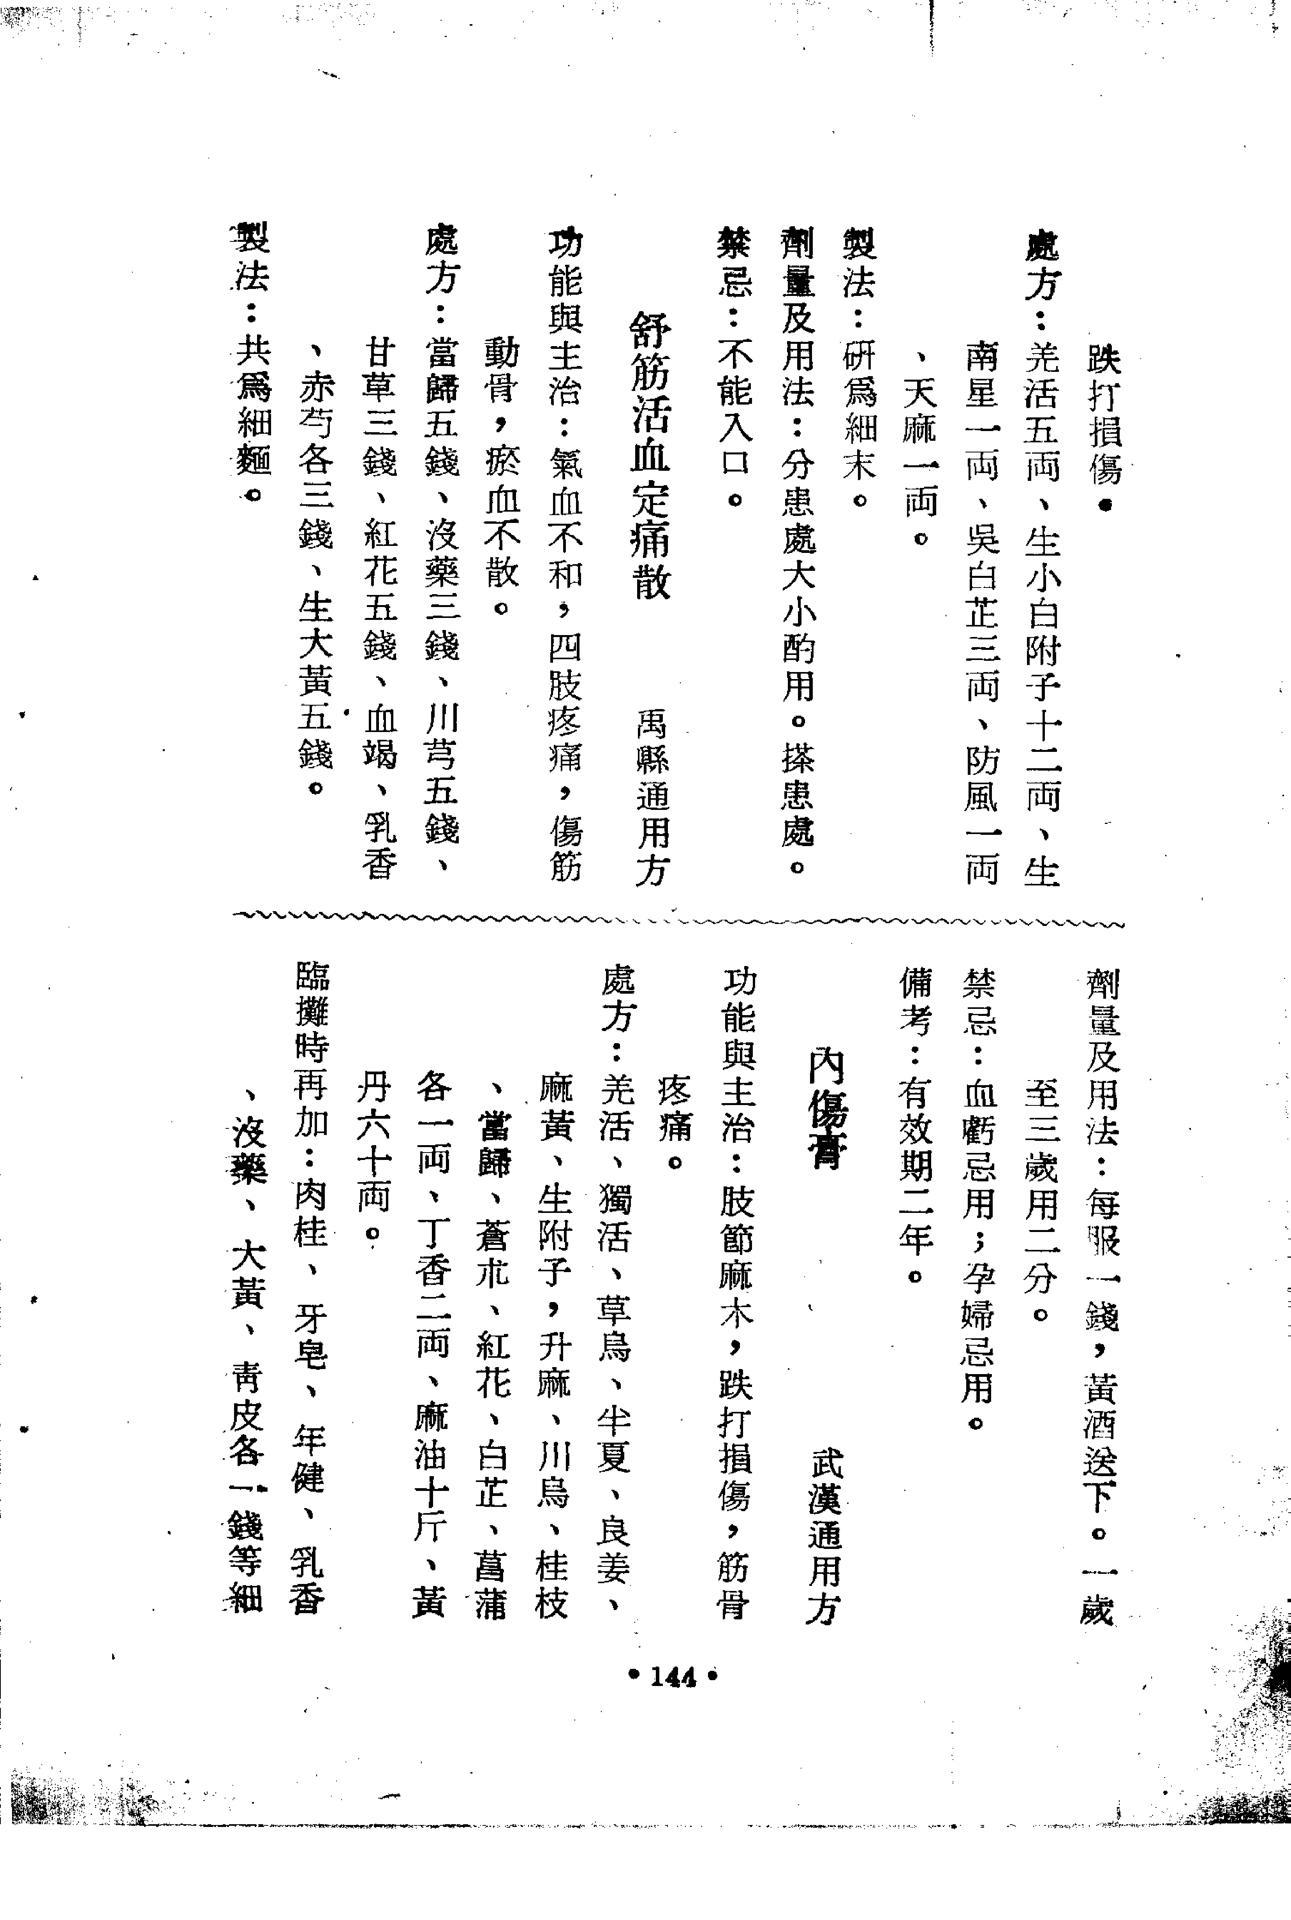 跌打損傷。
處方：羌活五両、生小白附子十二両、生
南星一両、吳白芷三両、防風一両
、天麻一両。
製法：研爲細末。
劑量及用法：分患處大小酌用。搽患處。
禁忌：不能入口。
舒筋活血定痛散　禹縣通用方
功能與主治：氣血不和，四肢疼痛，傷筋
動骨，瘀血不散。
處方：當歸五錢、沒藥三錢、川芎五錢、
甘草三錢、紅花五錢、血竭、乳香
、赤芍各三錢、生大黃五錢。
製法：共爲細麵。
劑量及用法：每服一錢，黃酒送下。一歲
至三歲用二分。
禁忌：血虧忌用；孕婦忌用。
備考：有效期二年。
內傷膏　武漢通用方
功能與主治：肢節麻木，跌打損傷，筋骨
疼痛。
處方：羌活、獨活、草烏、半夏、良姜、
麻黃、生附子，升麻、川烏、桂枝
、當歸、蒼朮、紅花、白芷、菖蒲
各一両、丁香二両、麻油十斤、黃
丹六十両。
臨攤時再加：肉桂、牙皂、年健、乳香
、沒藥、大黃、靑皮各一錢等細
•144•